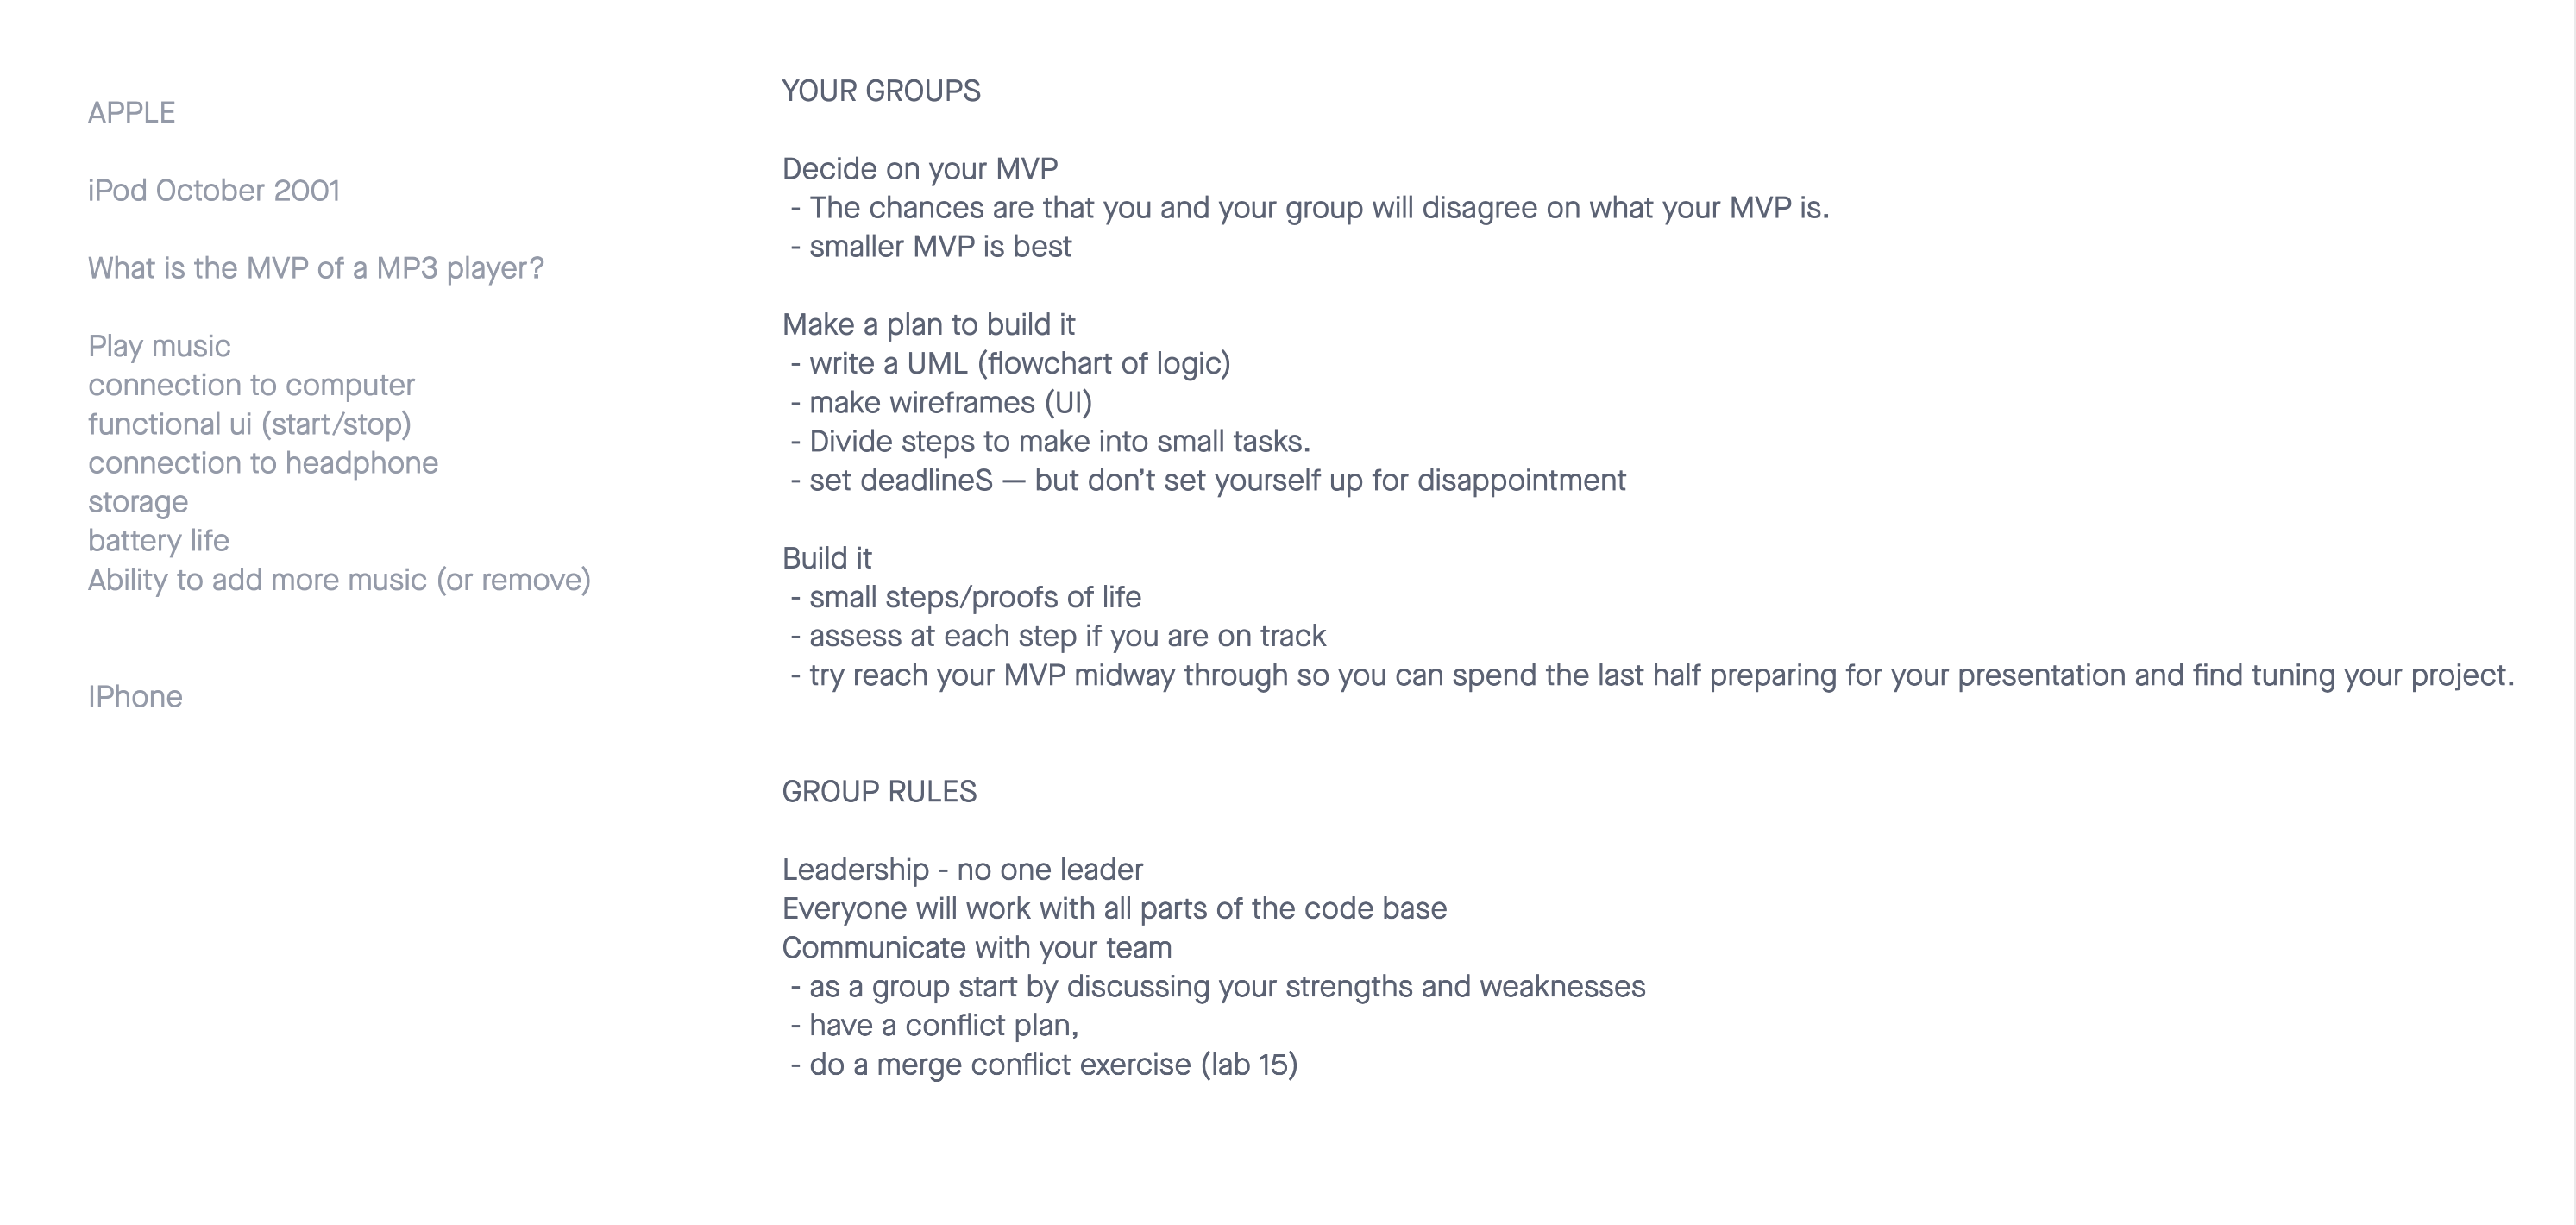 APPLE
iPod October 2001
What is the MVP of a MP3 player?
Play music
connection to computer
functional ui (start/stop)
connection to headphone
storage
battery life
Ability to add more music (or remove)
IPhone
YOUR GROUPS
Decide on your MVP
- The chances are that you and your group will disagree on what your MVP is.
- smaller MVP is best
Make a plan to build it
- write a UML (flowchart of logic)
- make wireframes (UI)
- Divide steps to make into small tasks.
- set deadlineS — but don’t set yourself up for disappointment
Build it
- small steps/proofs of life
- assess at each step if you are on track
- try reach your MVP midway through so you can spend the last half preparing for your presentation and find tuning your project.
GROUP RULES
Leadership - no one leader
Everyone will work with all parts of the code base
Communicate with your team
- as a group start by discussing your strengths and weaknesses
- have a conflict plan,
- do a merge conflict exercise (lab 15)